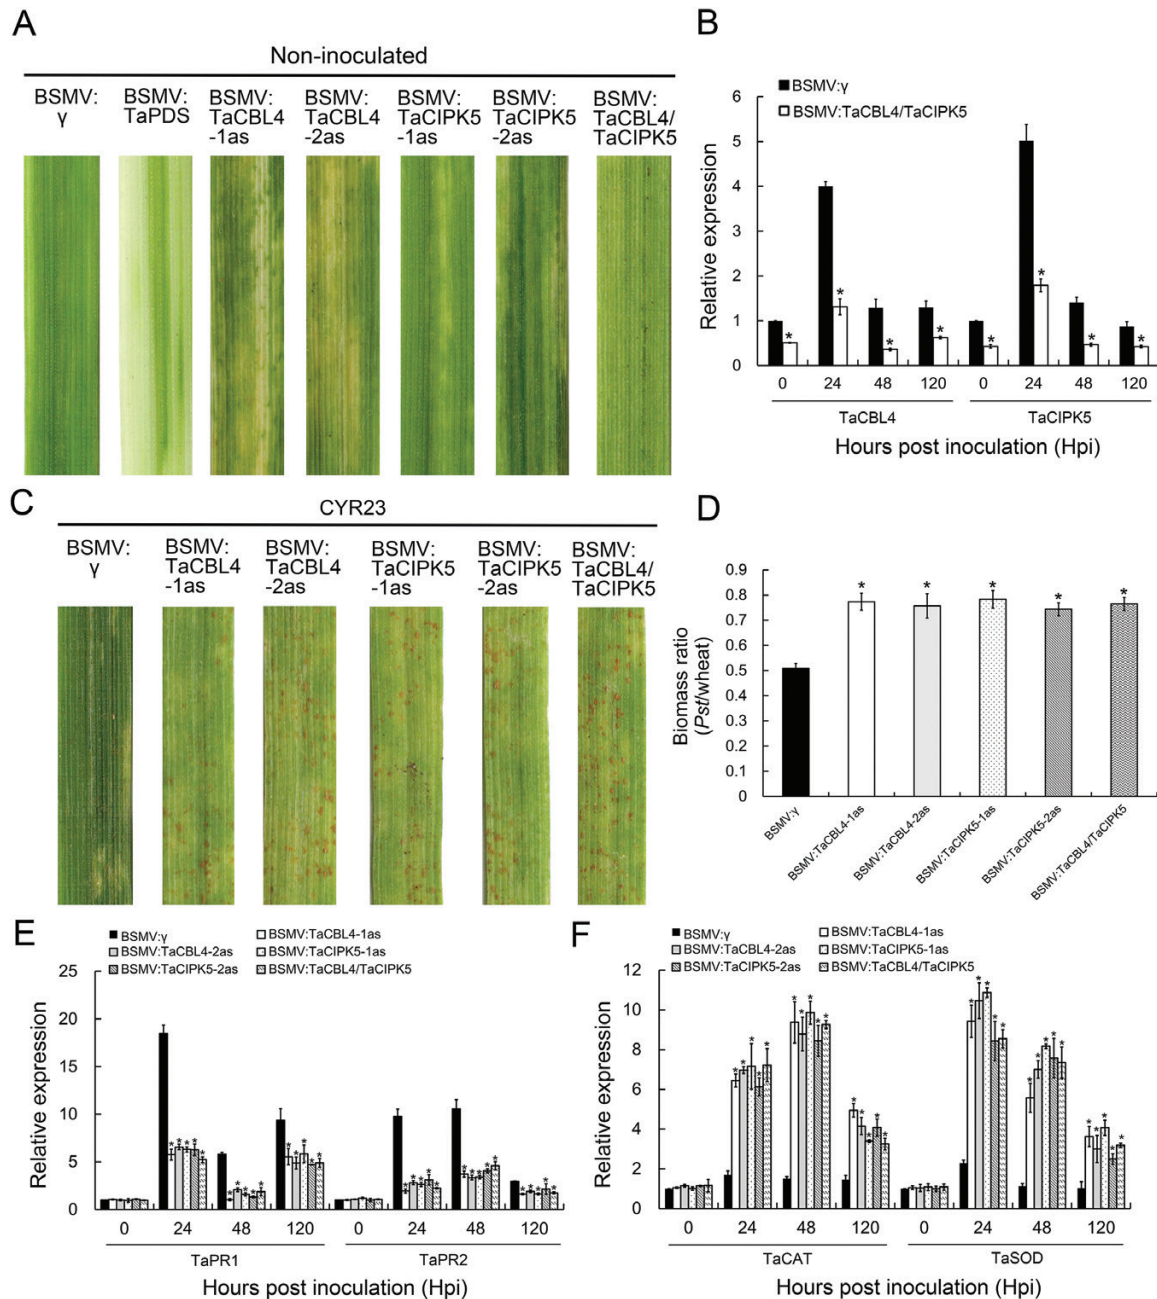 A
Non-inoculated
BSMV: BSMV: BSMV: BSMV: BSMV: BSMV: BSMV:
γ TaPDS TaCBL4 TaCBL4 TaCIPK5 TaCIPK5 TaCBL4/
-1as -2as -1as -2as TaCIPK5
B
BSMV:γ
BSMV:TaCBL4/TaCIPK5
Relative expression
6
5
4
3
2
1
0
* * * * * * * *
0 24 48 120 0 24 48 120
TaCBL4 TaCIPK5
Hours post inoculation (Hpi)
C
CYR23
BSMV: BSMV: BSMV: BSMV: BSMV: BSMV:
γ TaCBL4 TaCBL4 TaCIPK5 TaCIPK5 TaCBL4/
-1as -2as -1as -2as TaCIPK5
D
Biomass ratio
(Pst/wheat)
0.9
0.8
0.7
0.6
0.5
0.4
0.3
0.2
0.1
0
* * * * *
BSMV:γ
BSMV:TaCBL4-1as
BSMV:TaCBL4-2as
BSMV:TaCIPK5-1as
BSMV:TaCIPK5-2as
BSMV:TaCBL4/TaCIPK5
E
BSMV:γ BSMV:TaCBL4-1as
BSMV:TaCBL4-2as BSMV:TaCIPK5-1as
BSMV:TaCIPK5-2as BSMV:TaCBL4/TaCIPK5
Relative expression
25
20
15
10
5
0
0 24 48 120 0 24 48 120
TaPR1 TaPR2
Hours post inoculation (Hpi)
F
BSMV:γ BSMV:TaCBL4-1as
BSMV:TaCBL4-2as BSMV:TaCIPK5-1as
BSMV:TaCIPK5-2as BSMV:TaCBL4/TaCIPK5
Relative expression
12
10
8
6
4
2
0
0 24 48 120 0 24 48 120
TaCAT TaSOD
Hours post inoculation (Hpi)